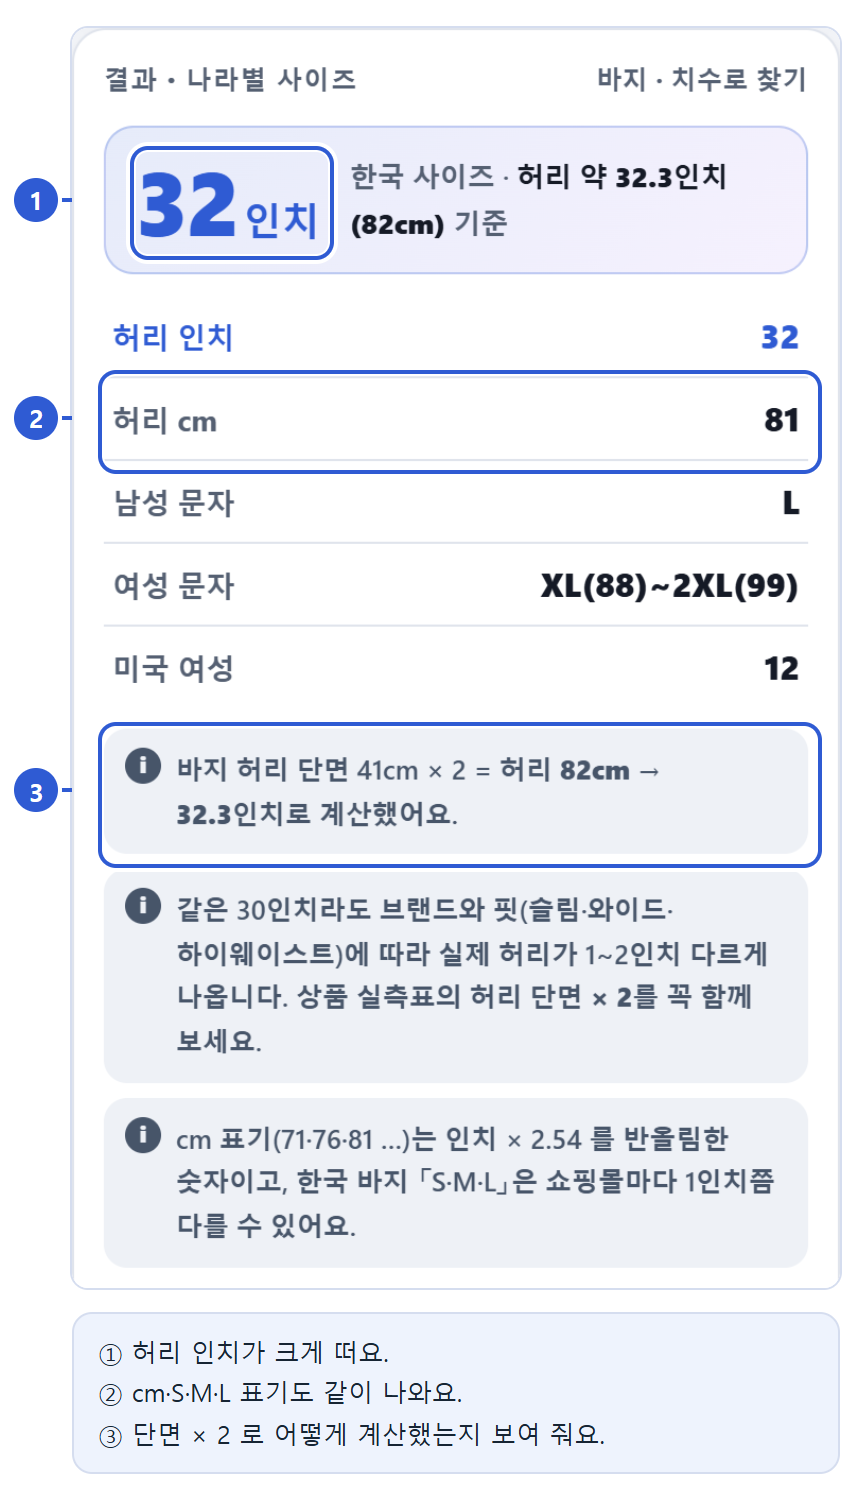 결과 · 나라별 사이즈
바지 · 치수로 찾기
1
32인치
한국 사이즈 · 허리 약 32.3인치
(82cm) 기준
허리 인치 32
2
허리 cm 81
남성 문자 L
여성 문자 XL(88)~2XL(99)
미국 여성 12
3
i 바지 허리 단면 41cm × 2 = 허리 82cm →
32.3인치로 계산했어요.
i 같은 30인치라도 브랜드와 핏(슬림·와이드·
하이웨이스트)에 따라 실제 허리가 1~2인치 다르게
나옵니다. 상품 실측표의 허리 단면 × 2를 꼭 함께
보세요.
i cm 표기(71·76·81 …)는 인치 × 2.54 를 반올림한
숫자이고, 한국 바지 「S·M·L」은 쇼핑몰마다 1인치쯤
다를 수 있어요.
① 허리 인치가 크게 떠요.
② cm·S·M·L 표기도 같이 나와요.
③ 단면 × 2 로 어떻게 계산했는지 보여 줘요.